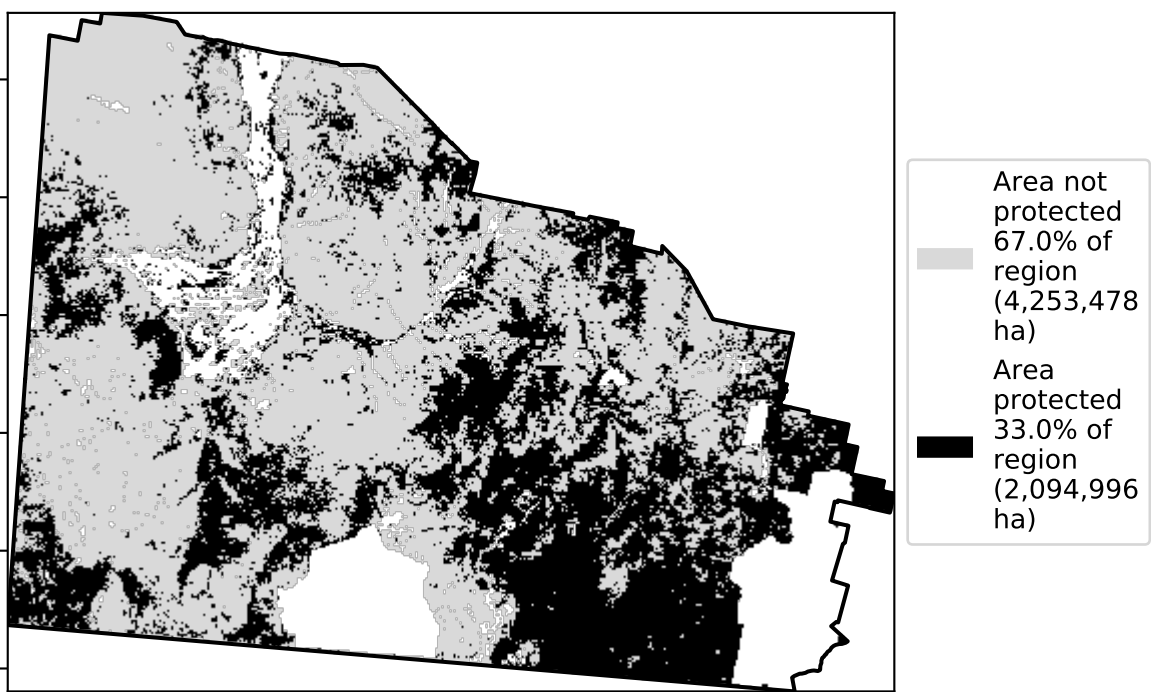 Area not
protected
67.0% of
region
(4,253,478
ha)
Area
protected
33.0% of
region
(2,094,996
ha)